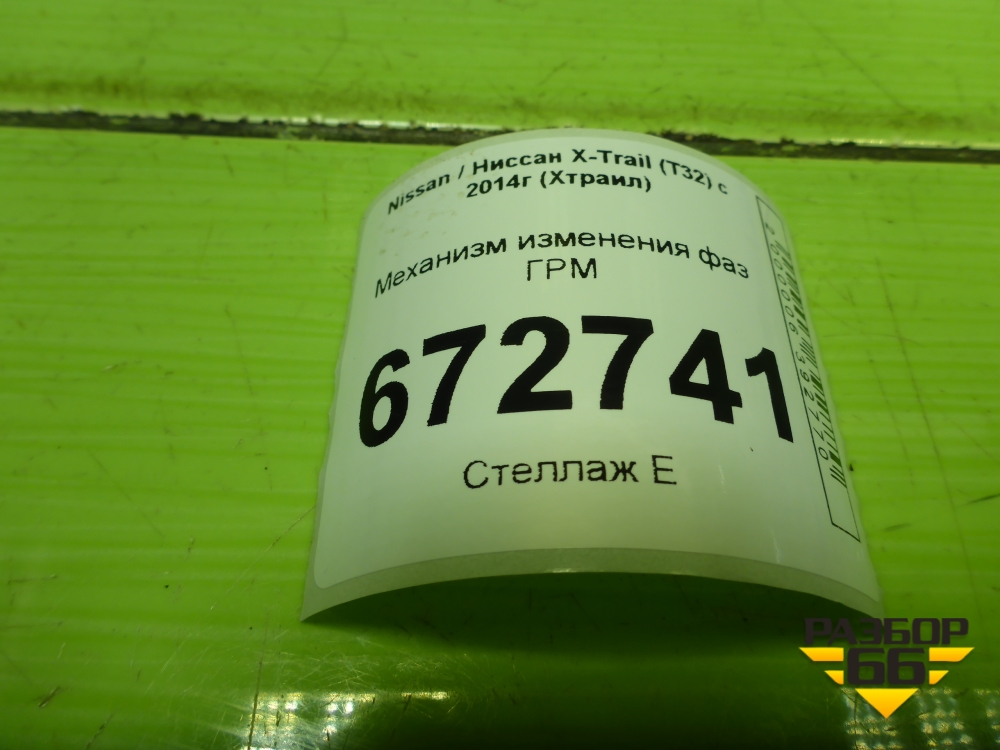 Nissan / Ниссан X-Trail (T32) с
2014г (Хтраил)
Механизм изменения фаз
ГРМ
672741
Стеллаж Е
РАЗБОР
66